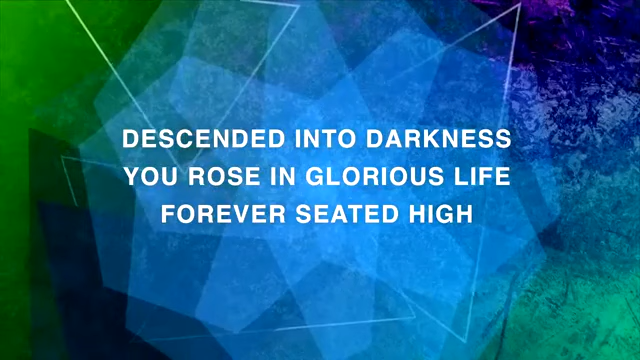 DESCENDED INTO DARKNESS
YOU ROSE IN GLORIOUS LIFE
FOREVER SEATED HIGH